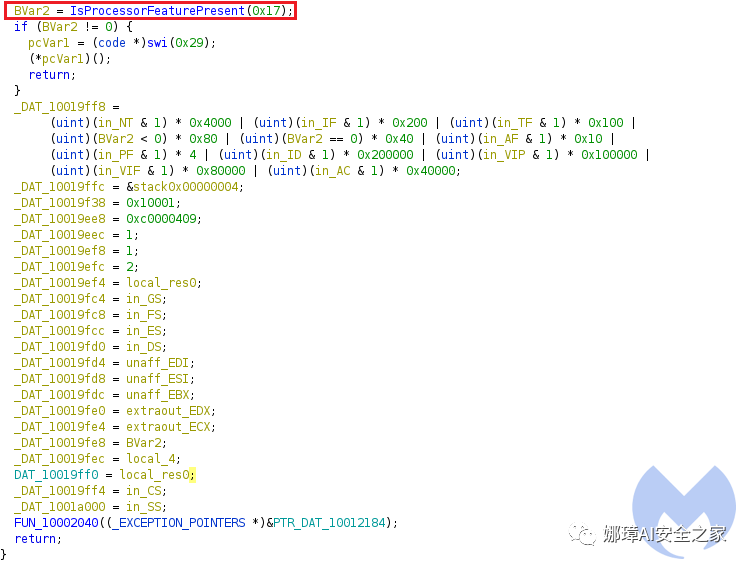 BVar2 = IsProcessorFeaturePresent(0x17);
if (BVar2 != 0) {
pcVar1 = (code *)swi(0x29);
(*pcVar1)();
return;
}
_DAT_10019ff8 =
(uint)(in_NT & 1) * 0x4000 | (uint)(in_IF & 1) * 0x200 | (uint)(in_TF & 1) * 0x100 |
(uint)(BVar2 < 0) * 0x80 | (uint)(BVar2 == 0) * 0x40 | (uint)(in_AF & 1) * 0x10 |
(uint)(in_PF & 1) * 4 | (uint)(in_ID & 1) * 0x200000 | (uint)(in_VIP & 1) * 0x100000 |
(uint)(in_VIF & 1) * 0x80000 | (uint)(in_AC & 1) * 0x40000;
_DAT_10019ffc = &stack0x00000004;
_DAT_10019f38 = 0x10001;
_DAT_10019ee8 = 0xc0000409;
_DAT_10019eec = 1;
_DAT_10019ef8 = 1;
_DAT_10019efc = 2;
_DAT_10019ef4 = local_res0;
_DAT_10019fc4 = in_GS;
_DAT_10019fc8 = in_FS;
_DAT_10019fcc = in_ES;
_DAT_10019fd0 = in_DS;
_DAT_10019fd4 = unaff_EDI;
_DAT_10019fd8 = unaff_ESI;
_DAT_10019fdc = unaff_EBX;
_DAT_10019fe0 = extraout_EDX;
_DAT_10019fe4 = extraout_ECX;
_DAT_10019fe8 = BVar2;
_DAT_10019fec = local_4;
DAT_10019ff0 = local_res0;
_DAT_10019ff4 = in_CS;
_DAT_1001a000 = in_SS;
FUN_10002040((_EXCEPTION_POINTERS *)&PTR_DAT_10012184);
return;
}
娜璋AI安全之家